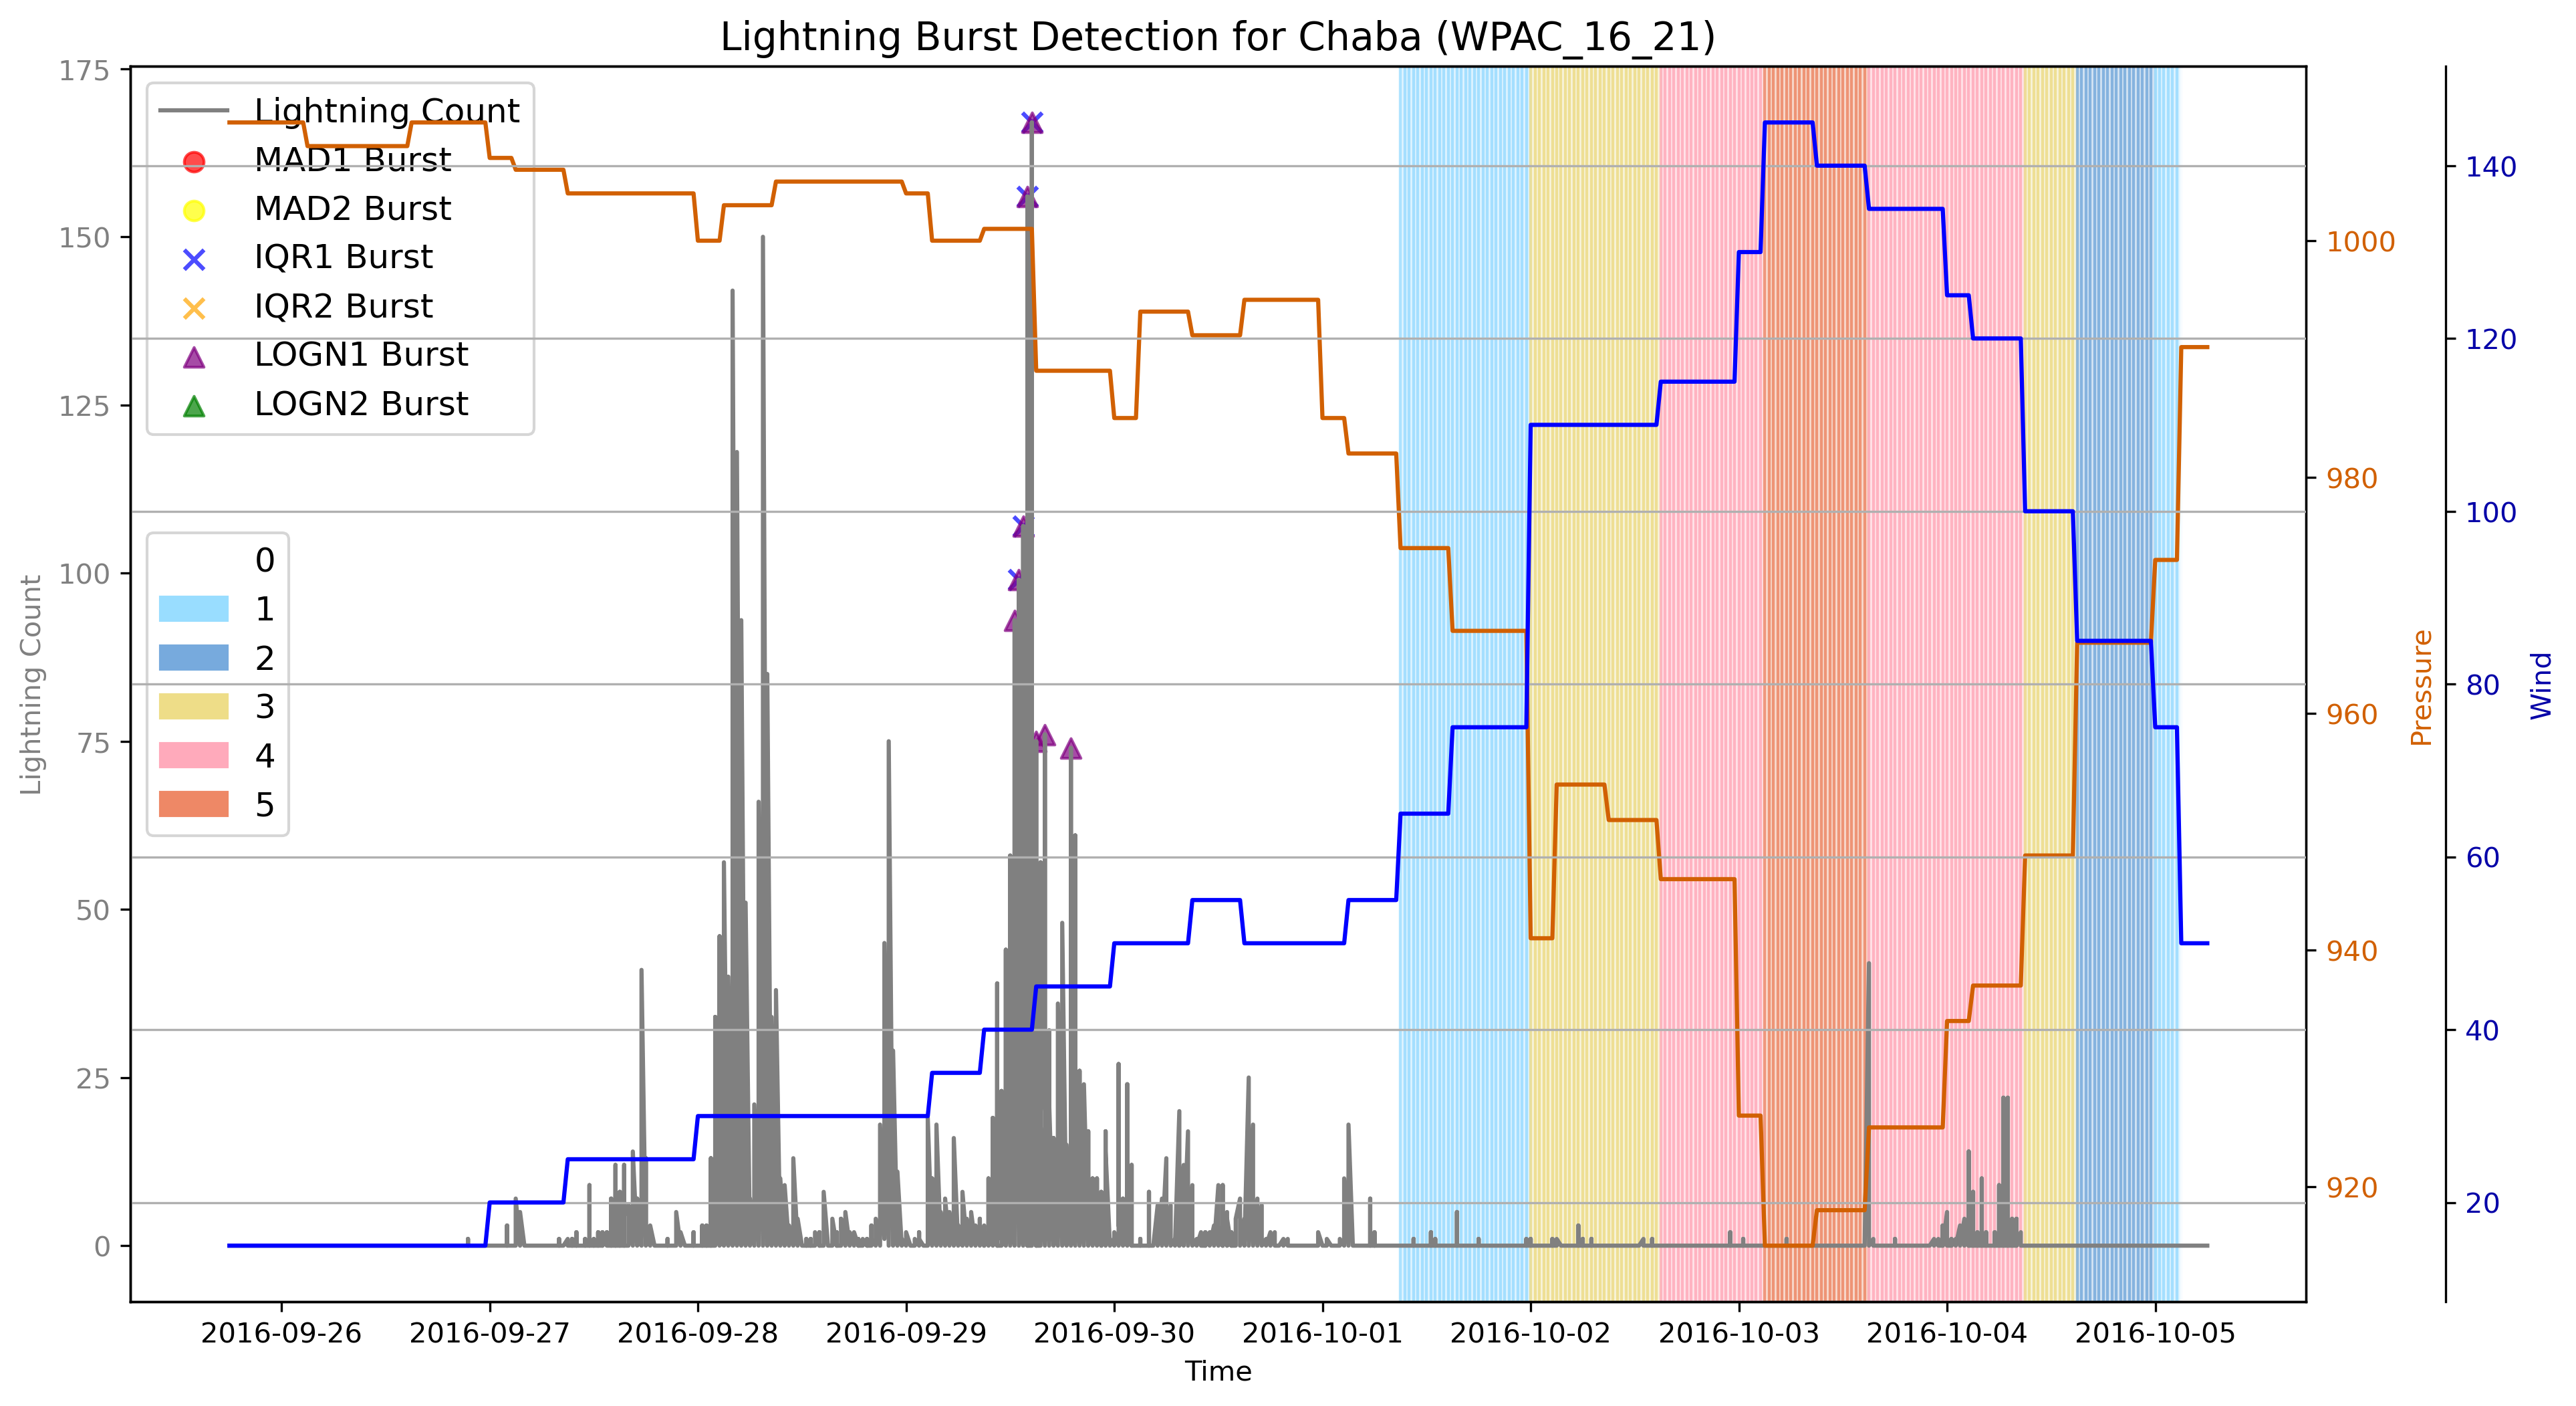 Lightning Burst Detection for Chaba (WPAC_16_21)
Lightning Count
MAD1 Burst
MAD2 Burst
IQR1 Burst
IQR2 Burst
LOGN1 Burst
LOGN2 Burst
0
1
2
3
4
5
Lightning Count
175
150
125
100
75
50
25
0
1000
980
960
940
920
Pressure
140
120
100
80
60
40
20
Wind
2016-09-26 2016-09-27 2016-09-28 2016-09-29 2016-09-30 2016-10-01 2016-10-02 2016-10-03 2016-10-04 2016-10-05
Time